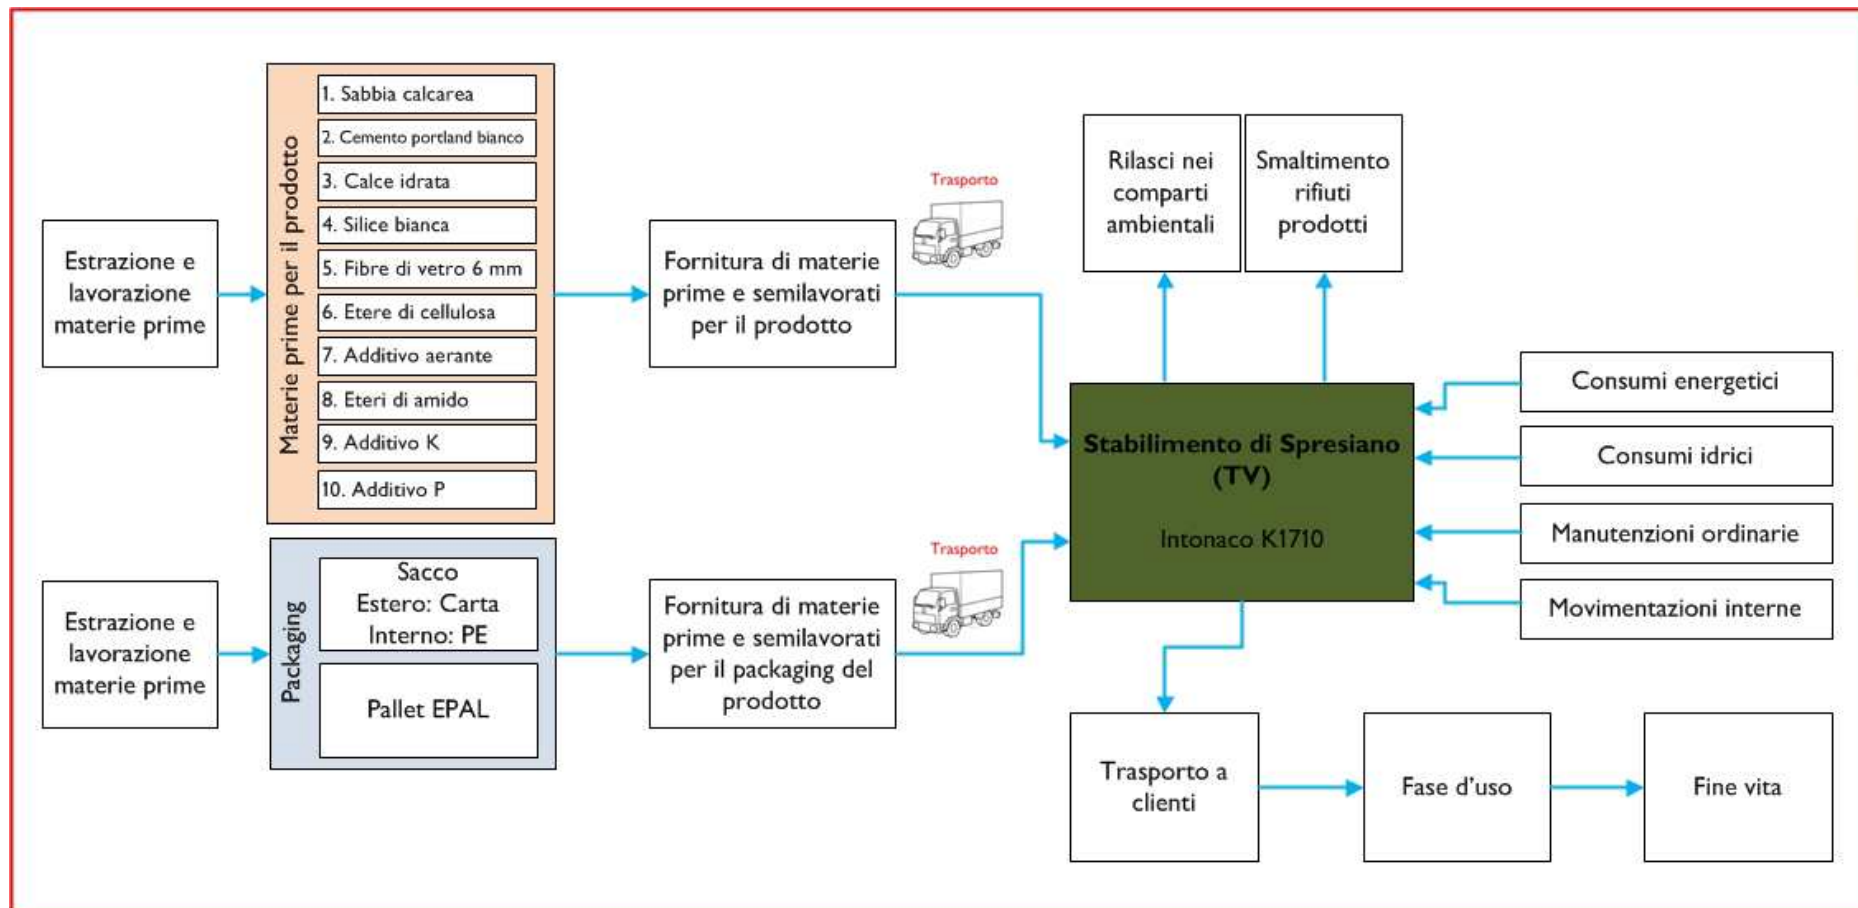 Estrazione e
lavorazione
materie prime
Materie prime per il prodotto
1. Sabbia calcarea
2. Cemento portland bianco
3. Calce idrata
4. Silice bianca
5. Fibre di vetro 6 mm
6. Etere di cellulosa
7. Additivo aerante
8. Eteri di amido
9. Additivo K
10. Additivo P
Fornitura di materie
prime e semilavorati
per il prodotto
Trasporto
Rilasci nei
comparti
ambientali
Smaltimento
rifiuti
prodotti
Stabilimento di Spresiano
(TV)
Intonaco K1710
Consumi energetici
Consumi idrici
Manutenzioni ordinarie
Movimentazioni interne
Estrazione e
lavorazione
materie prime
Packaging
Sacco
Estero: Carta
Interno: PE
Pallet EPAL
Fornitura di materie
prime e semilavorati
per il packaging del
prodotto
Trasporto
Trasporto a
clienti
Fase d'uso
Fine vita